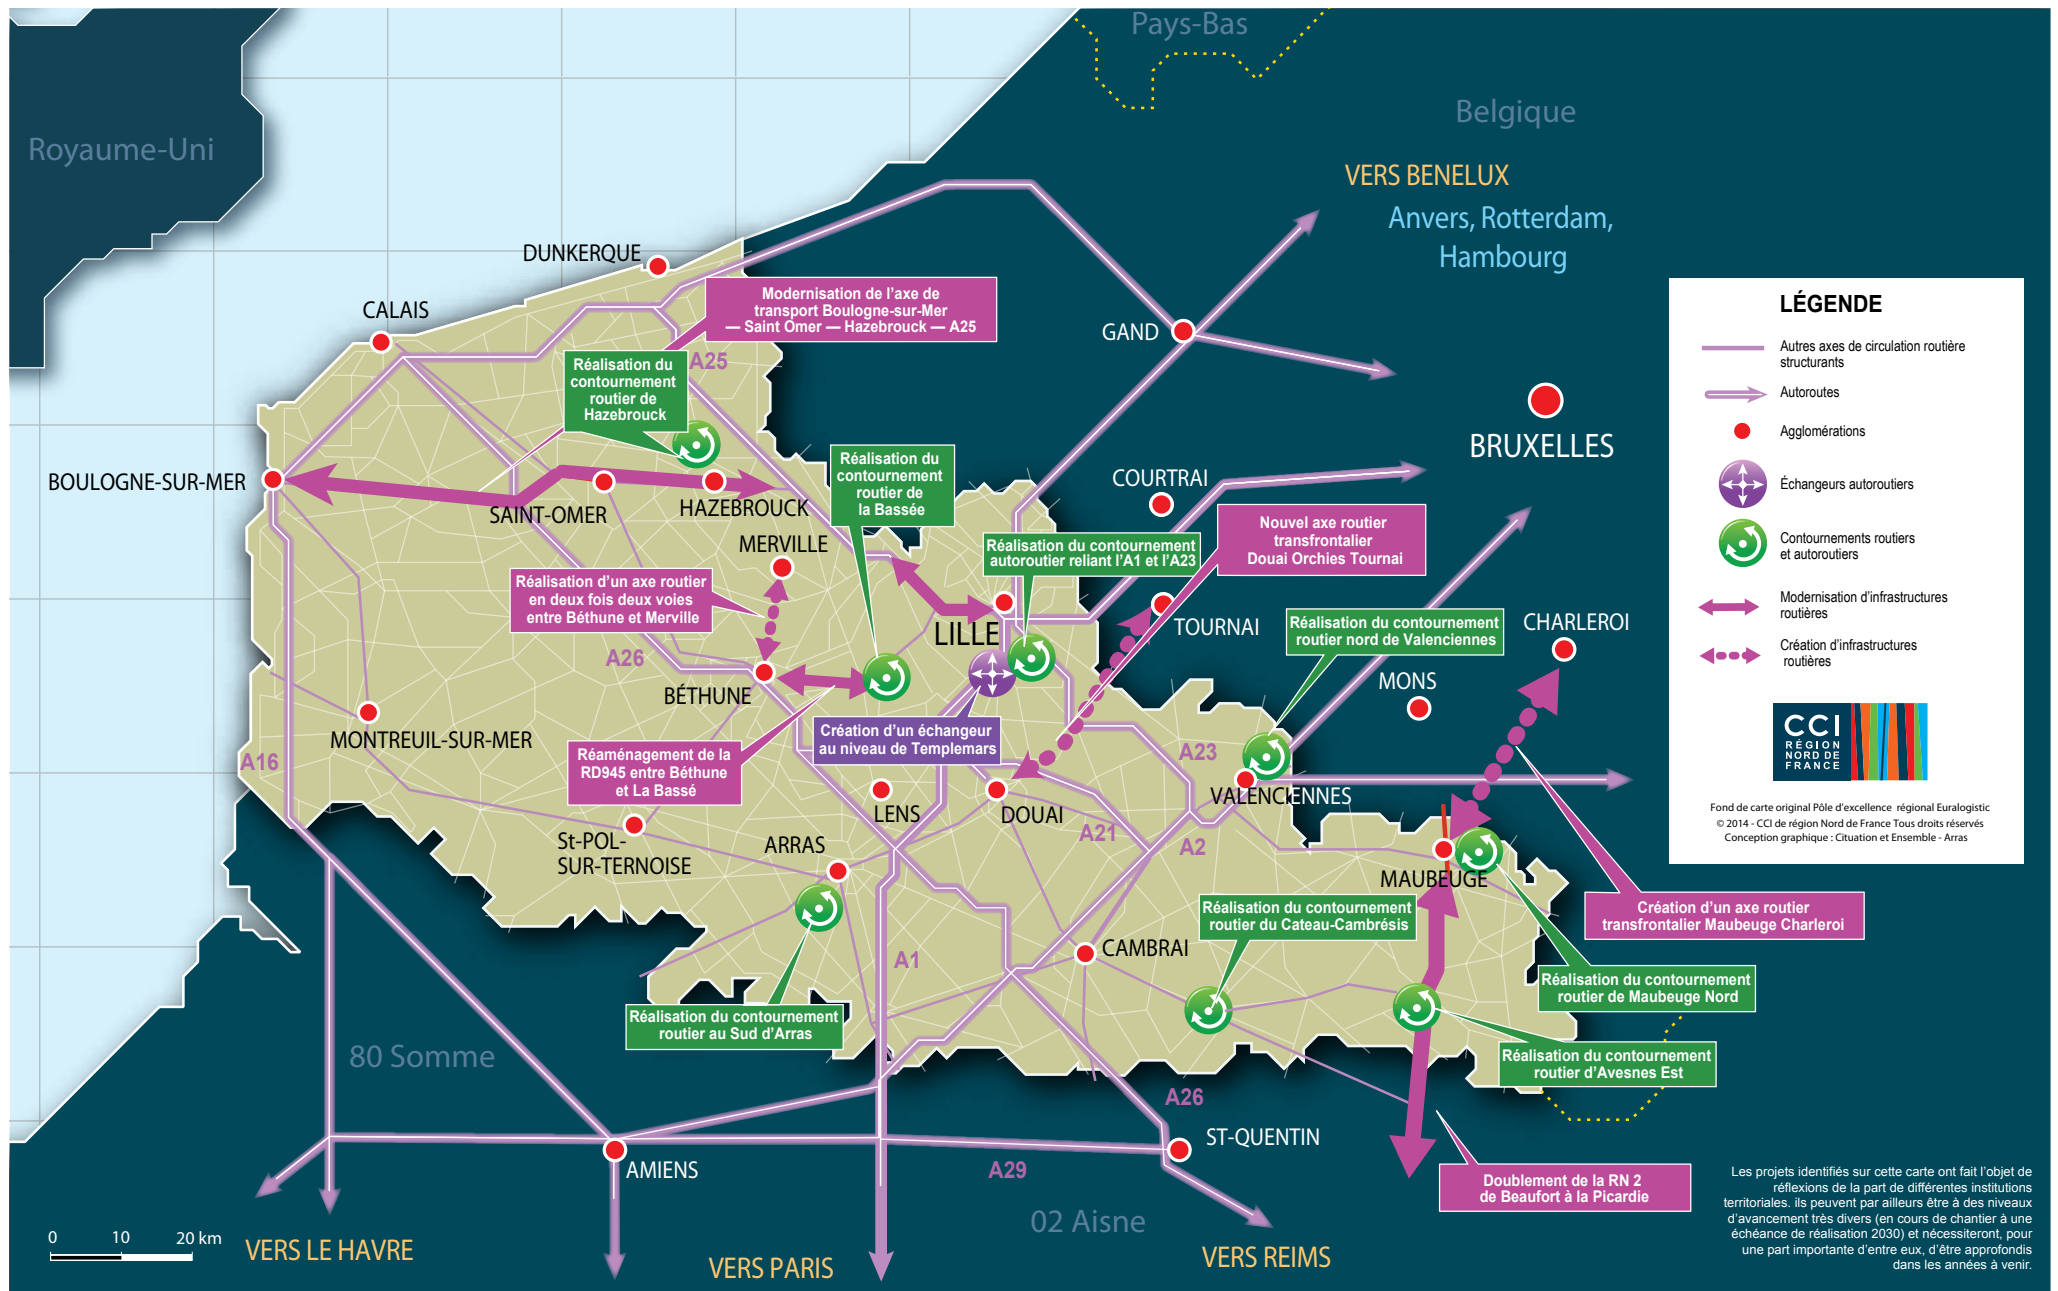 Pays-Bas
Royaume-Uni
Belgique
VERS BENELUX
Anvers, Rotterdam,
Hambourg
DUNKERQUE
CALAIS
Modernisation de l'axe de
transport Boulogne-sur-Mer
— Saint Omer — Hazebrouck — A25
A25
GAND
Réalisation du
contournement
routier de
Hazebrouck
BRUXELLES
BOULOGNE-SUR-MER
SAINT-OMER
HAZEBROUCK
Réalisation du
contournement
routier de
la Bassée
COURTRAI
MERVILLE
Réalisation du contournement
autoroutier reliant l'A1 et l'A23
Nouvel axe routier
transfrontalier
Douai Orchies Tournai
Réalisation d'un axe routier
en deux fois deux voies
entre Béthune et Merville
LILLE
TOURNAI
Réalisation du contournement
routier nord de Valenciennes
CHARLEROI
A26
BÉTHUNE
MONS
MONTREUIL-SUR-MER
Création d'un échangeur
au niveau de Templemars
A16
Réaménagement de la
RD945 entre Béthune
et La Bassé
A23
VALENCIENNES
LENS
DOUAI
A21
A2
St-POL-
SUR-TERNOISE
ARRAS
MAUBEUGE
Création d'un axe routier
transfrontalier Maubeuge Charleroi
Réalisation du contournement
routier du Cateau-Cambrésis
CAMBRAI
A1
Réalisation du contournement
routier de Maubeuge Nord
Réalisation du contournement
routier au Sud d'Arras
Réalisation du contournement
routier d'Avesnes Est
80 Somme
A26
ST-QUENTIN
AMIENS
A29
Doublement de la RN 2
de Beaufort à la Picardie
02 Aisne
0 10 20 km
VERS LE HAVRE
VERS PARIS
VERS REIMS
LÉGENDE
Autres axes de circulation routière
structurants
Autoroutes
Agglomérations
Échangeurs autoroutiers
Contournements routiers
et autoroutiers
Modernisation d'infrastructures
routières
Création d'infrastructures
routières
CCI
RÉGION
NORD DE
FRANCE
Fond de carte original Pôle d'excellence régional Euralogistic
© 2014 - CCI de région Nord de France Tous droits réservés
Conception graphique : Cituation et Ensemble - Arras
Les projets identifiés sur cette carte ont fait l'objet de
réflexions de la part de différentes institutions
territoriales. ils peuvent par ailleurs être à des niveaux
d'avancement très divers (en cours de chantier à une
échéance de réalisation 2030) et nécessiteront, pour
une part importante d'entre eux, d'être approfondis
dans les années à venir.